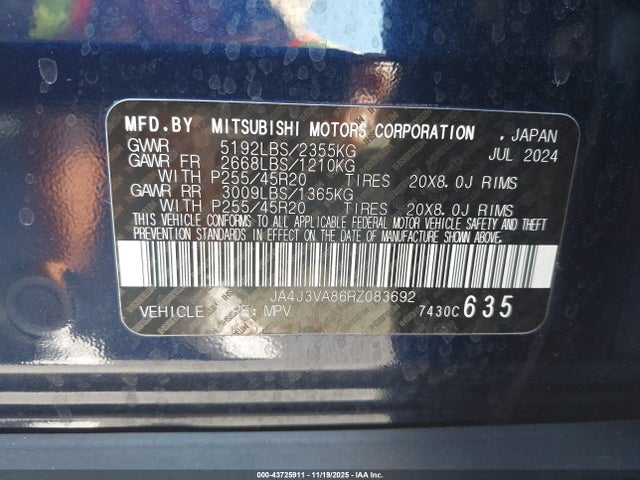 MFD.BY MITSUBISHI MOTORS CORPORATION , JAPAN
GVWR 5192LBS/2355KG JUL 2024
GAWR FR 2668LBS/1210KG
WITH P255/45R20 TIRES 20X8.0J RIMS
GAWR RR 3009LBS/1365KG
WITH P255/45R20 TIRES 20X8.0J RIMS
THIS VEHICLE CONFORMS TO ALL APPLICABLE FEDERAL MOTOR VEHICLE SAFETY AND THEFT
PREVENTION STANDARDS IN EFFECT ON THE DATE OF MANUFACTURE SHOWN ABOVE.
JA4J3VA86RZ083692
VEHICLE TYPE: MPV 7430C 635
000-43725911 - 11/19/2025 - IAA Inc.